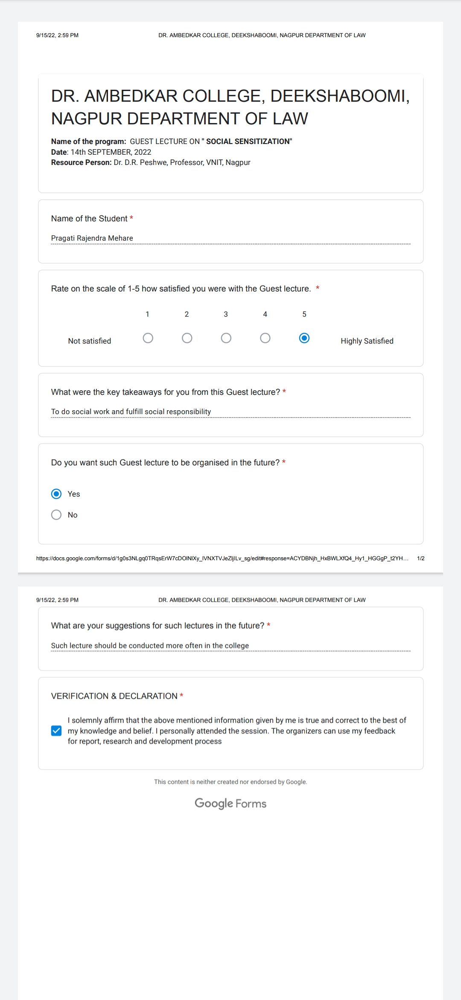 9/15/22, 2:59 PM DR. AMBEDKAR COLLEGE, DEEKSHABOOMI, NAGPUR DEPARTMENT OF LAW
DR. AMBEDKAR COLLEGE, DEEKSHABOOMI,
NAGPUR DEPARTMENT OF LAW
Name of the program: GUEST LECTURE ON " SOCIAL SENSITIZATION"
Date: 14th SEPTEMBER, 2022
Resource Person: Dr. D.R. Peshwe, Professor, VNIT, Nagpur
Name of the Student *
Pragati Rajendra Mehare
Rate on the scale of 1-5 how satisfied you were with the Guest lecture. *
1 2 3 4 5
Not satisfied Highly Satisfied
What were the key takeaways for you from this Guest lecture? *
To do social work and fulfill social responsibility
Do you want such Guest lecture to be organised in the future? *
Yes
No
1/2
9/15/22, 2:59 PM DR. AMBEDKAR COLLEGE, DEEKSHABOOMI, NAGPUR DEPARTMENT OF LAW
What are your suggestions for such lectures in the future? *
Such lecture should be conducted more often in the college
VERIFICATION & DECLARATION *
I solemnly affirm that the above mentioned information given by me is true and correct to the best of
my knowledge and belief. I personally attended the session. The organizers can use my feedback
for report, research and development process
This content is neither created nor endorsed by Google.
Google Forms